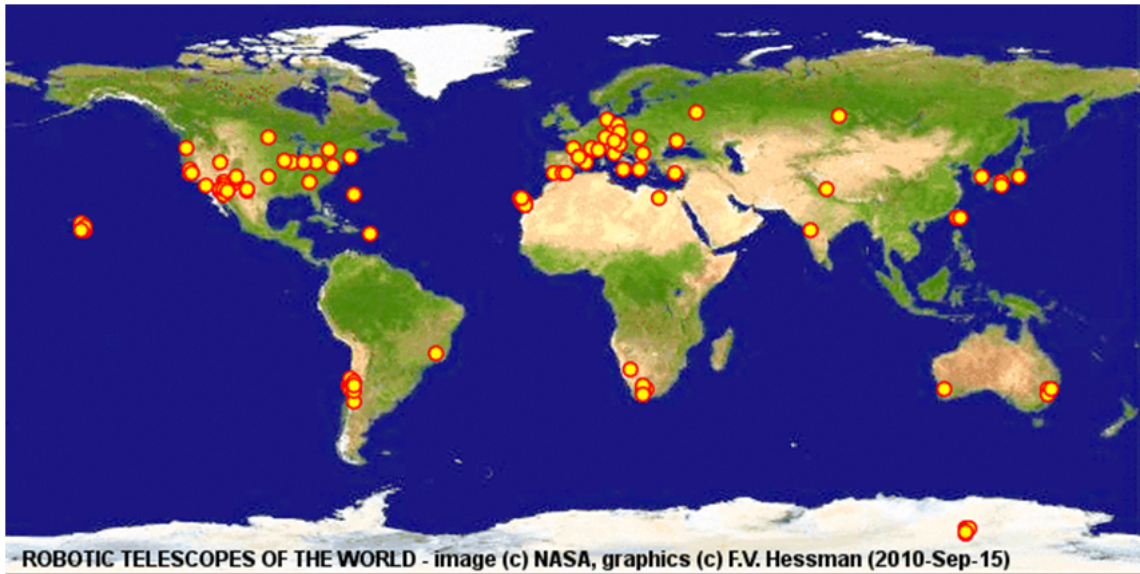 ROBOTIC TELESCOPES OF THE WORLD - image (c) NASA, graphics (c) F.V. Hessman (2010-Sep-15)